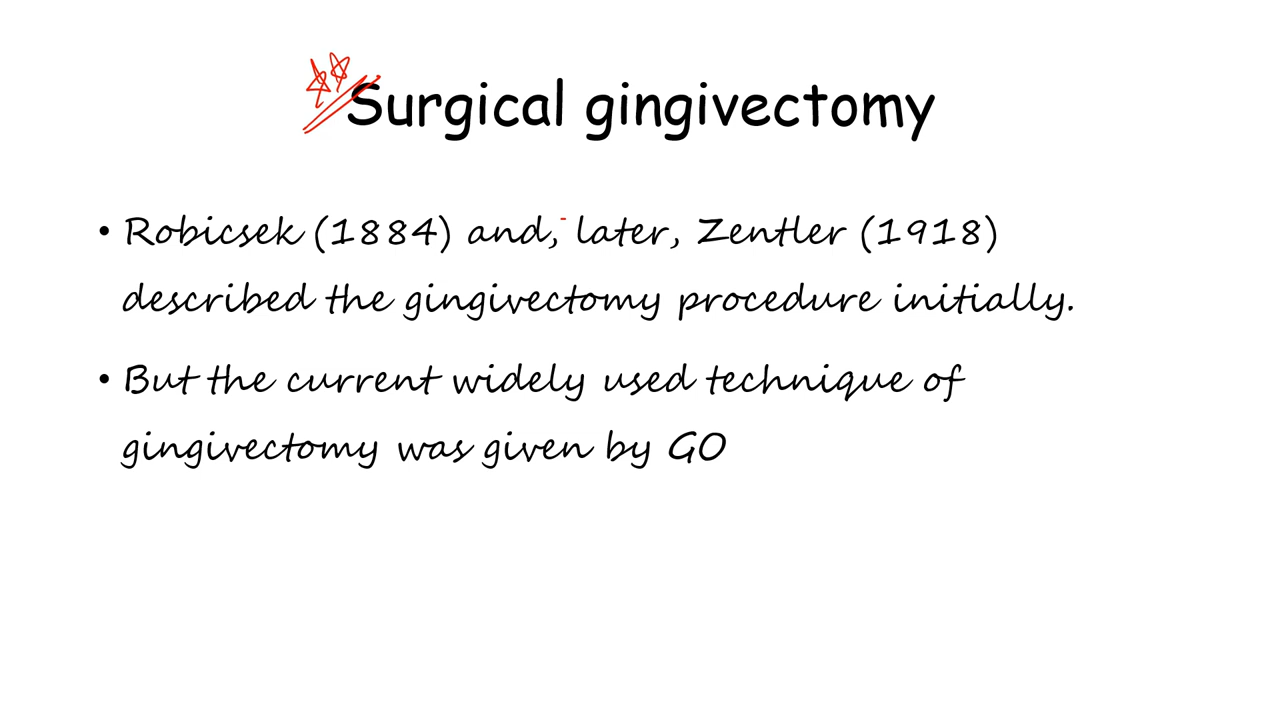 Surgical gingivectomy
• Robicsek (1884) and, later, Zentler (1918)
described the gingivectomy procedure initially.
• But the current widely used technique of
gingivectomy was given by GO